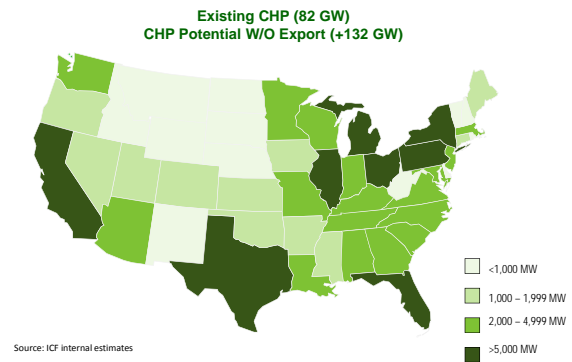 Existing CHP (82 GW)
CHP Potential W/O Export (+132 GW)
<1,000 MW
1,000 – 1,999 MW
2,000 – 4,999 MW
>5,000 MW
Source: ICF internal estimates